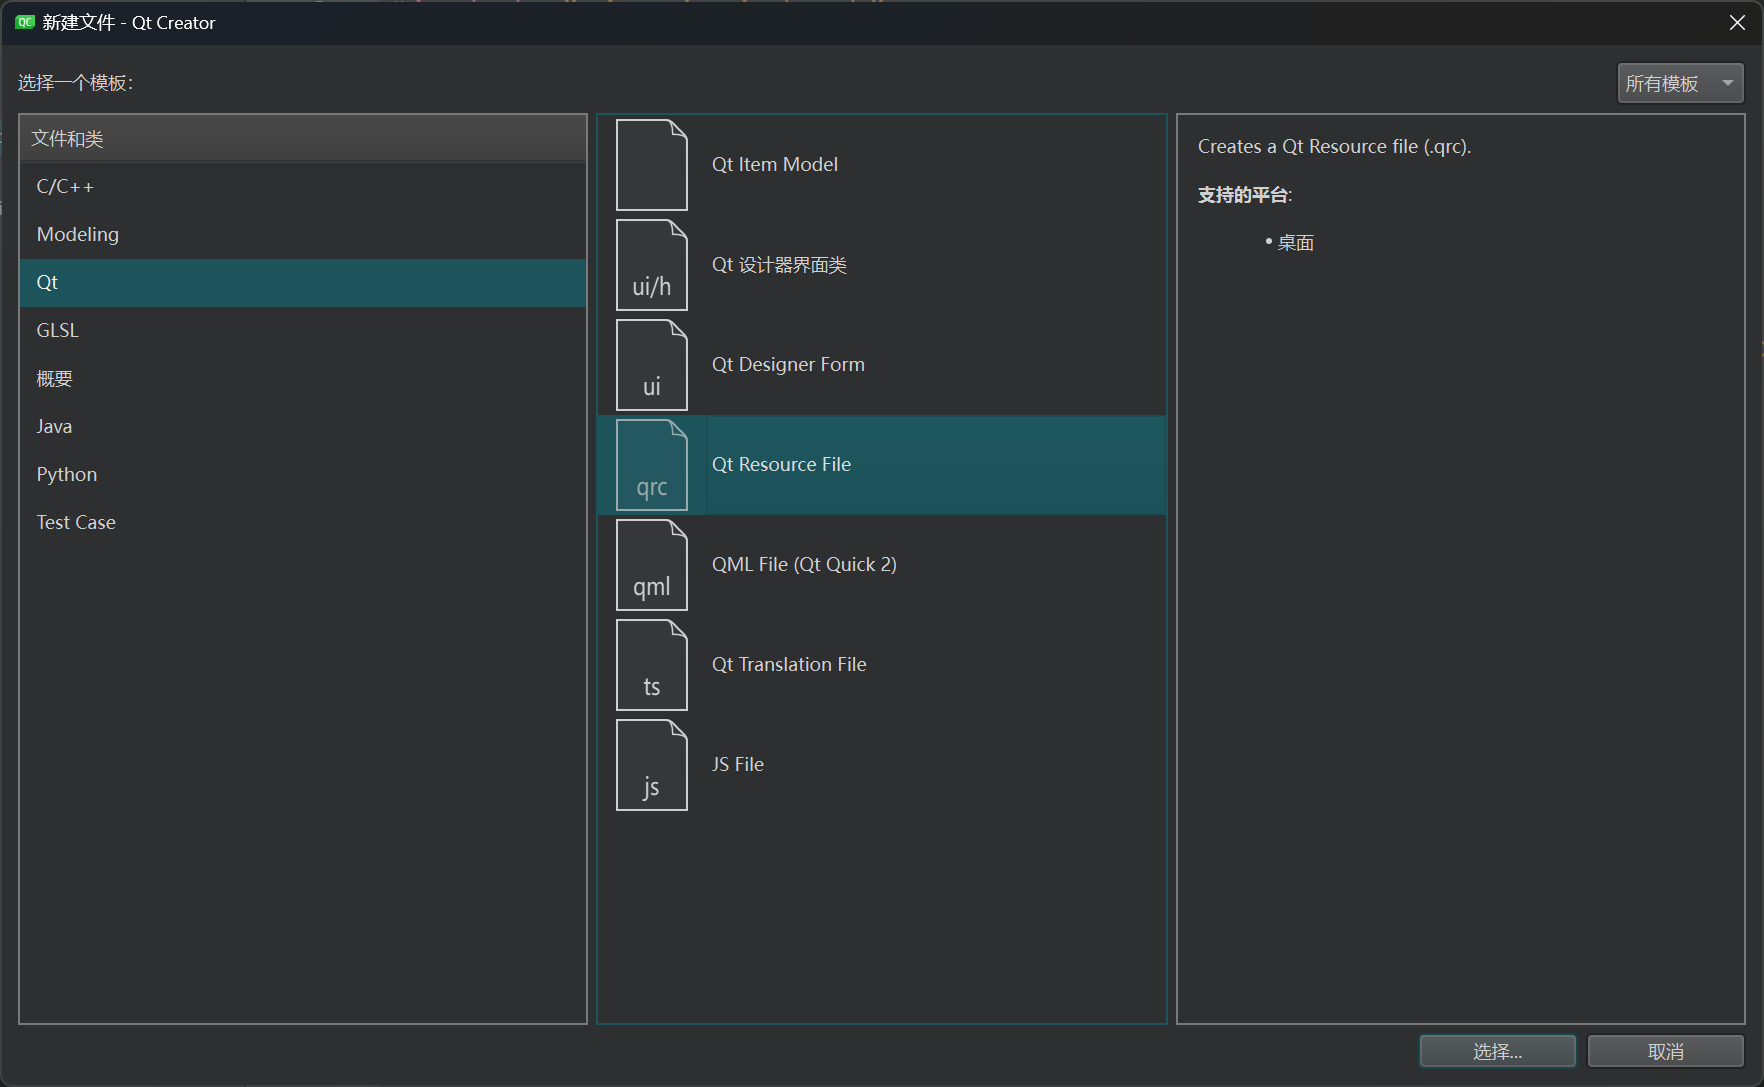 QC 新建文件 - Qt Creator
选择一个模板:
所有模板
文件和类
C/C++
Modeling
Qt
GLSL
概要
Java
Python
Test Case
Qt Item Model
ui/h
Qt 设计器界面类
ui
Qt Designer Form
qrc
Qt Resource File
qml
QML File (Qt Quick 2)
ts
Qt Translation File
js
JS File
Creates a Qt Resource file (.qrc).
支持的平台:
• 桌面
选择...
取消